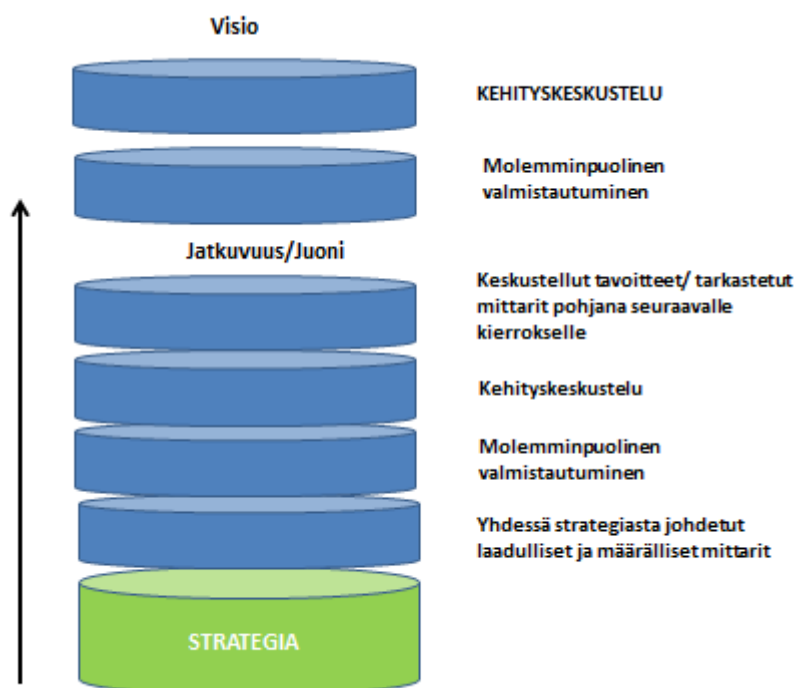 Visio
KEHITYSKESKUSTELU
Molemminpuolinen
valmistautuminen
Jatkuvuus/Juoni
Keskustellut tavoitteet/ tarkastetut
mittarit pohjana seuraavalle
kierrokselle
Kehityskeskustelu
Molemminpuolinen
valmistautuminen
Yhdessä strategiasta johdetut
laadulliset ja määrälliset mittarit
STRATEGIA